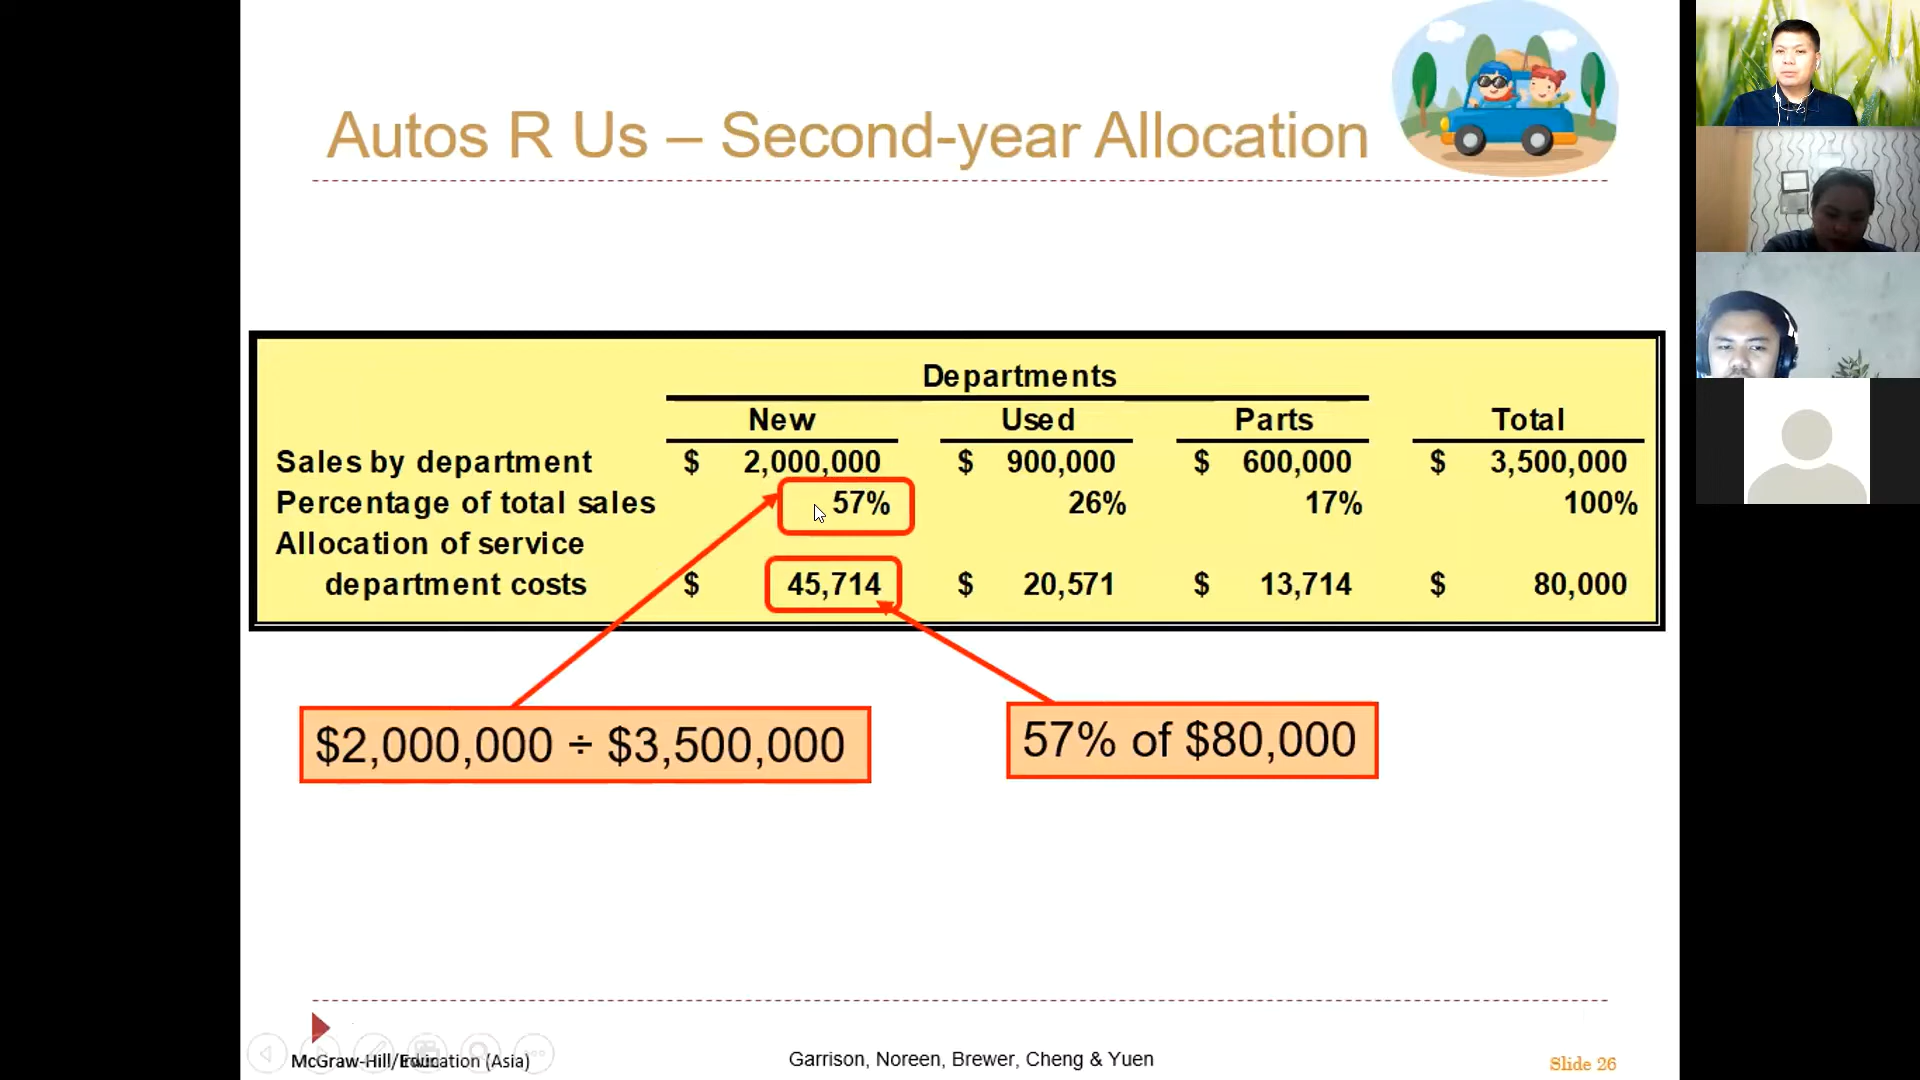 Autos R Us – Second-year Allocation
Departments
New Used Parts Total
Sales by department $ 2,000,000 $ 900,000 $ 600,000 $ 3,500,000
Percentage of total sales 57% 26% 17% 100%
Allocation of service
department costs $ 45,714 $ 20,571 $ 13,714 $ 80,000
$2,000,000 ÷ $3,500,000
57% of $80,000
McGraw-Hill/ (Asia)
Garrison, Noreen, Brewer, Cheng & Yuen
Slide 26